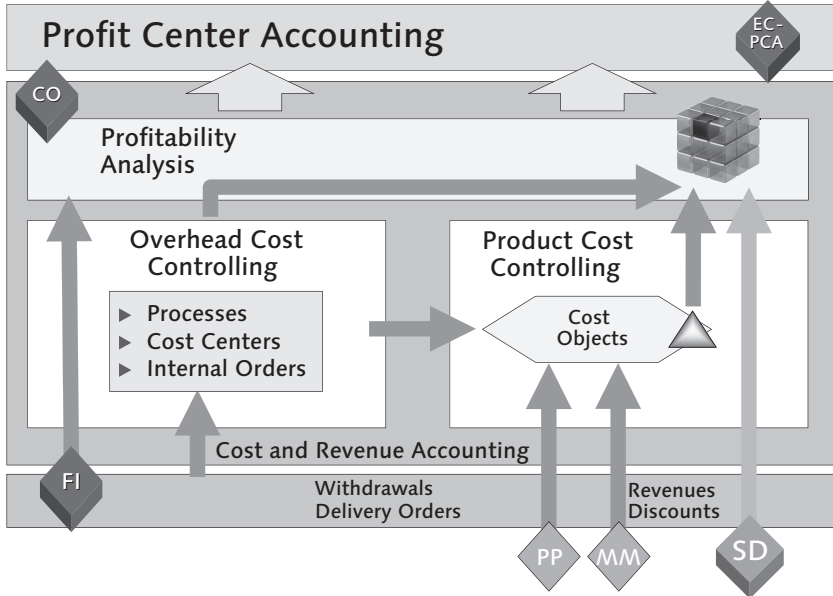 Profit Center Accounting
EC-
PCA
CO
Profitability
Analysis
Overhead Cost
Controlling
Processes
Cost Centers
Internal Orders
Product Cost
Controlling
Cost
Objects
Cost and Revenue Accounting
FI
Withdrawals
Delivery Orders
Revenues
Discounts
PP
MM
SD